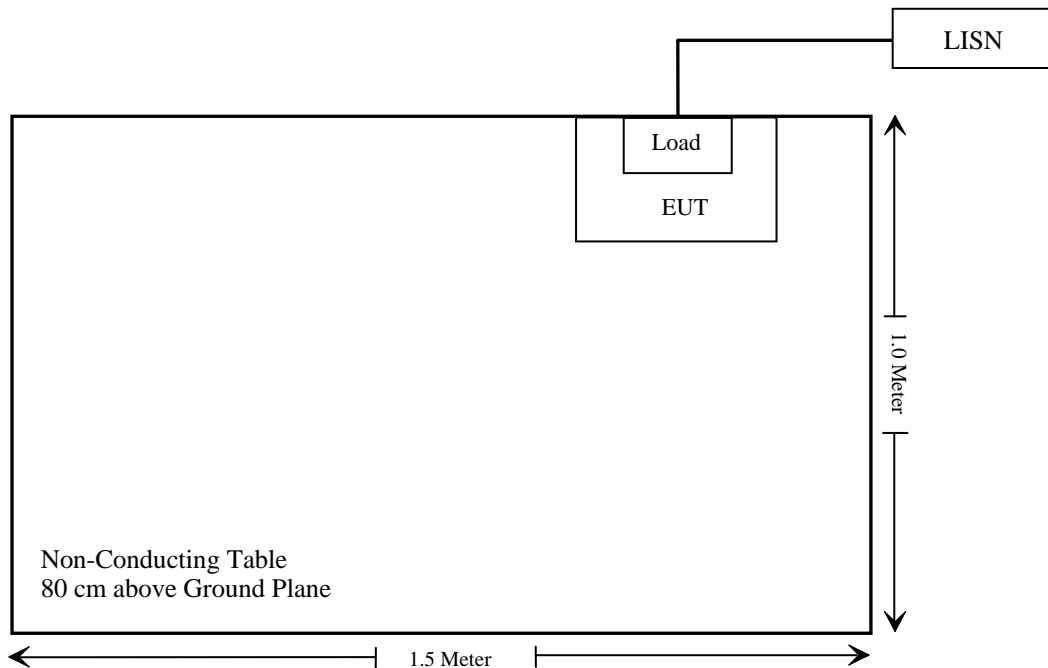 LISN
Load
EUT
1.0 Meter
Non-Conducting Table
80 cm above Ground Plane
1.5 Meter